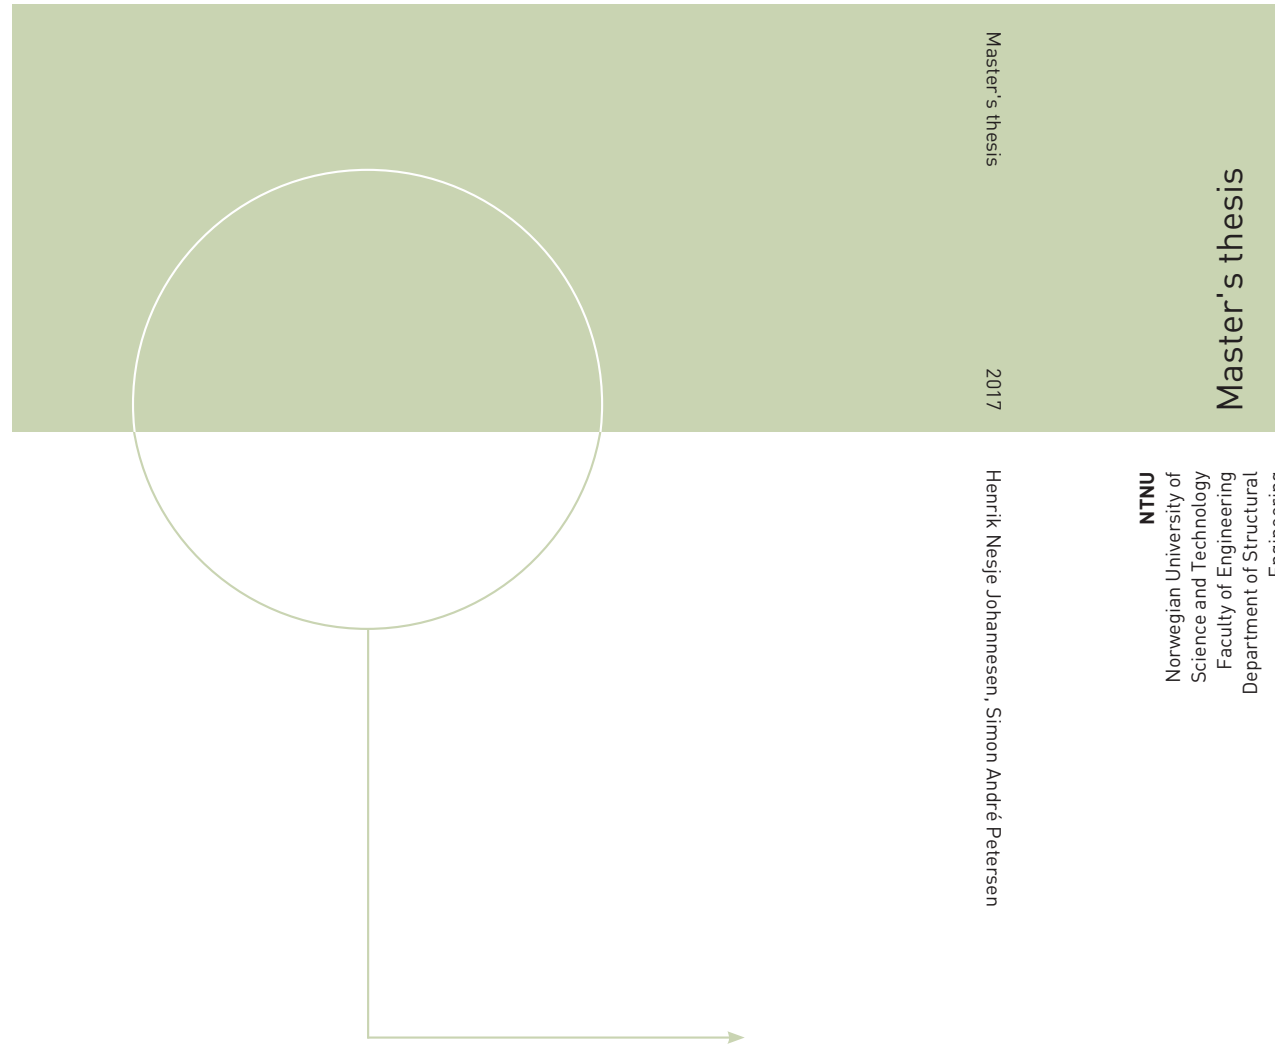 Master's thesis
2017
Henrik Nesje Johannesen, Simon André Petersen
Master's thesis
NTNU
Norwegian University of
Science and Technology
Faculty of Engineering
Department of Structural
Engineering